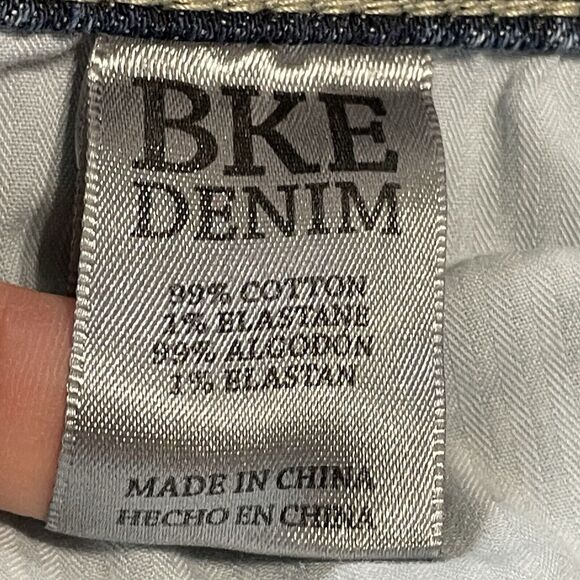 BKE
DENIM
99% COTTON
1% ELASTANE
99% ALGODON
1% ELASTAN
MADE IN CHINA
HECHO EN CHINA